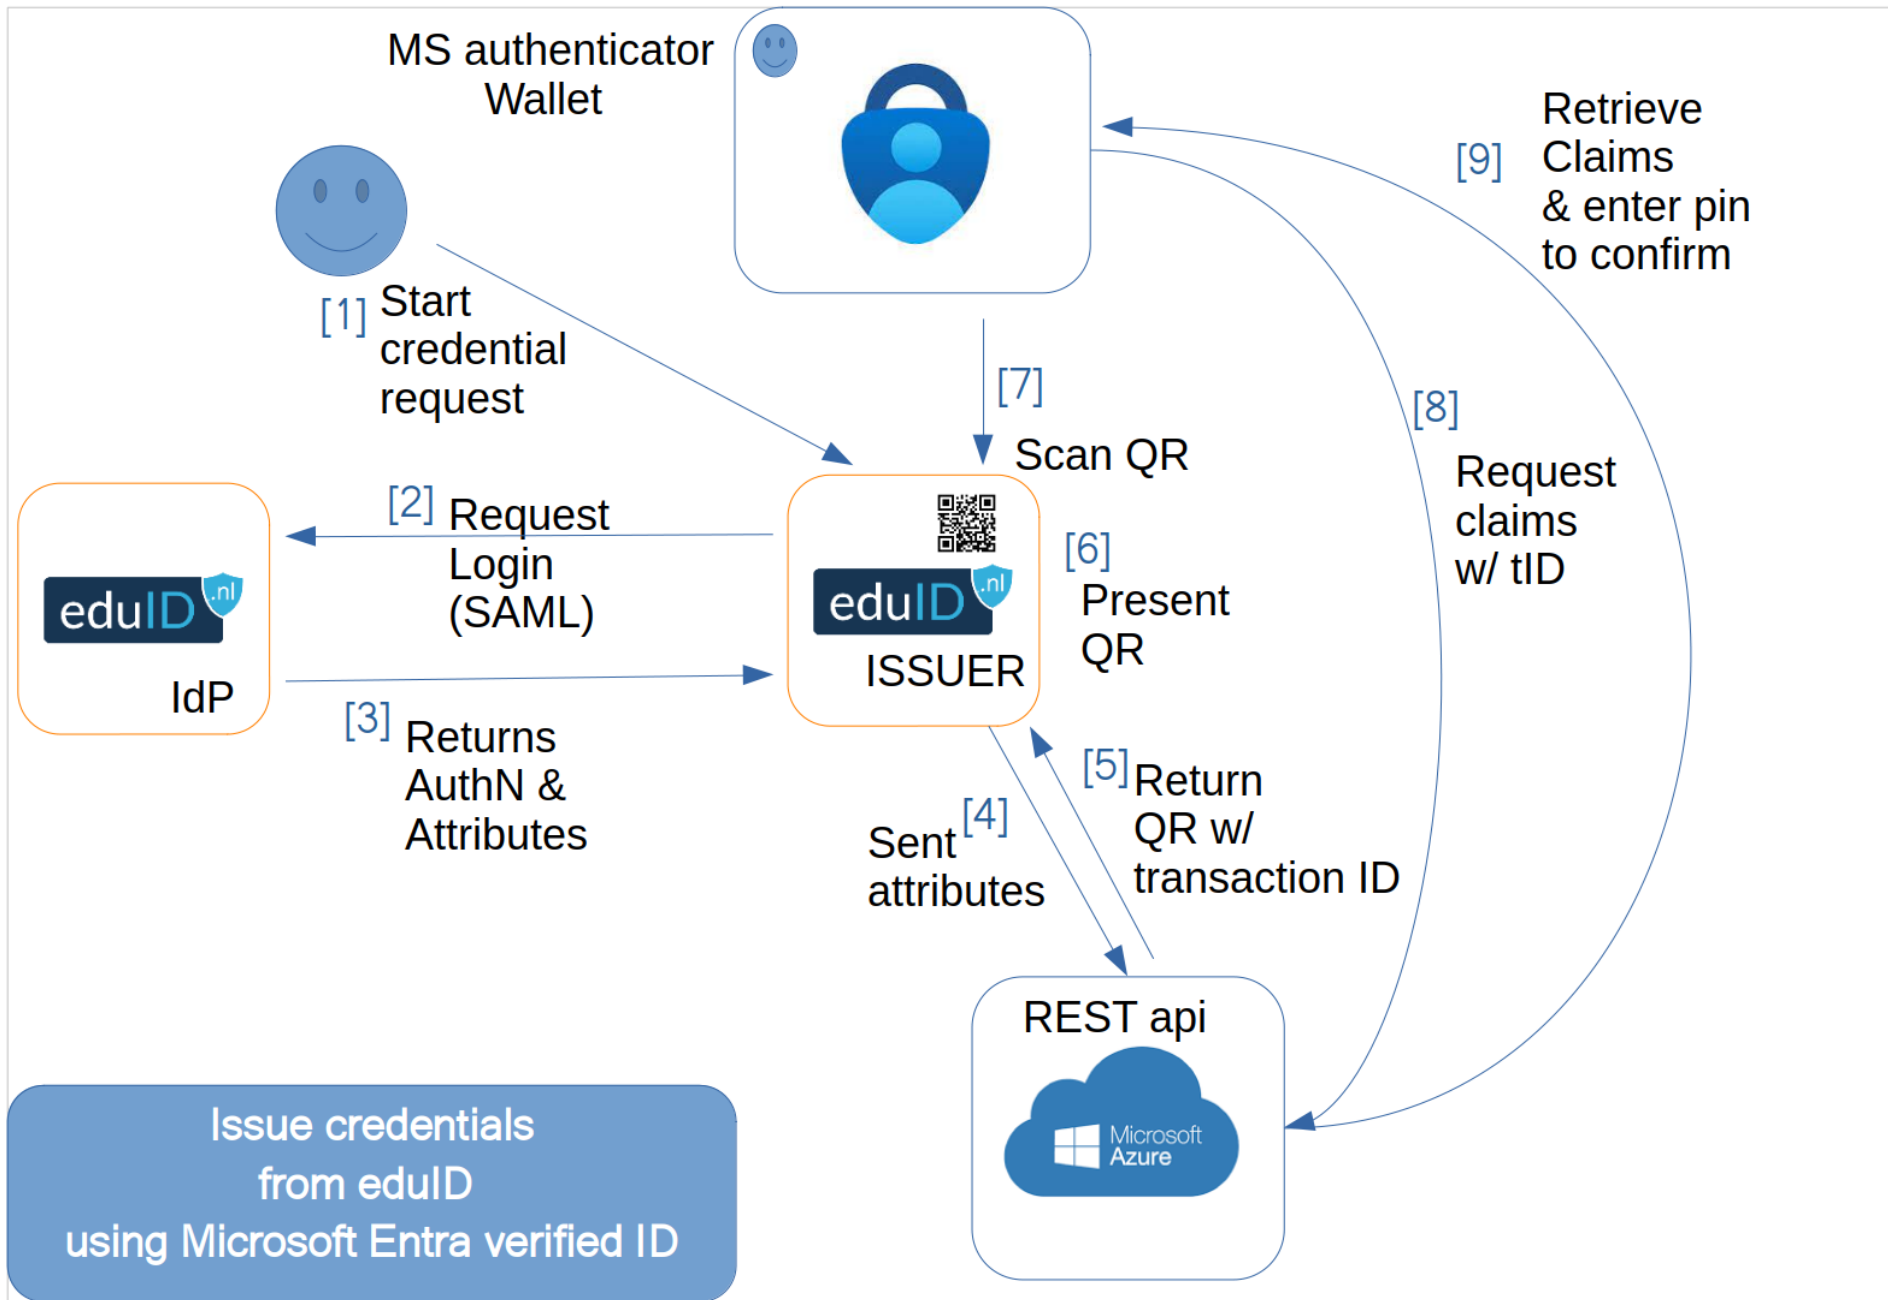 MS authenticator
Wallet
[1] Start
credential
request
[2] Request
Login
(SAML)
eduID .nl
IdP
[3] Returns
AuthN &
Attributes
[7]
Scan QR
eduID .nl
ISSUER
[6]
Present
QR
[4]
Sent
attributes
[5] Return
QR w/
transaction ID
REST api
Microsoft
Azure
[8]
Request
claims
w/ tID
[9] Retrieve
Claims
& enter pin
to confirm
Issue credentials
from eduID
using Microsoft Entra verified ID